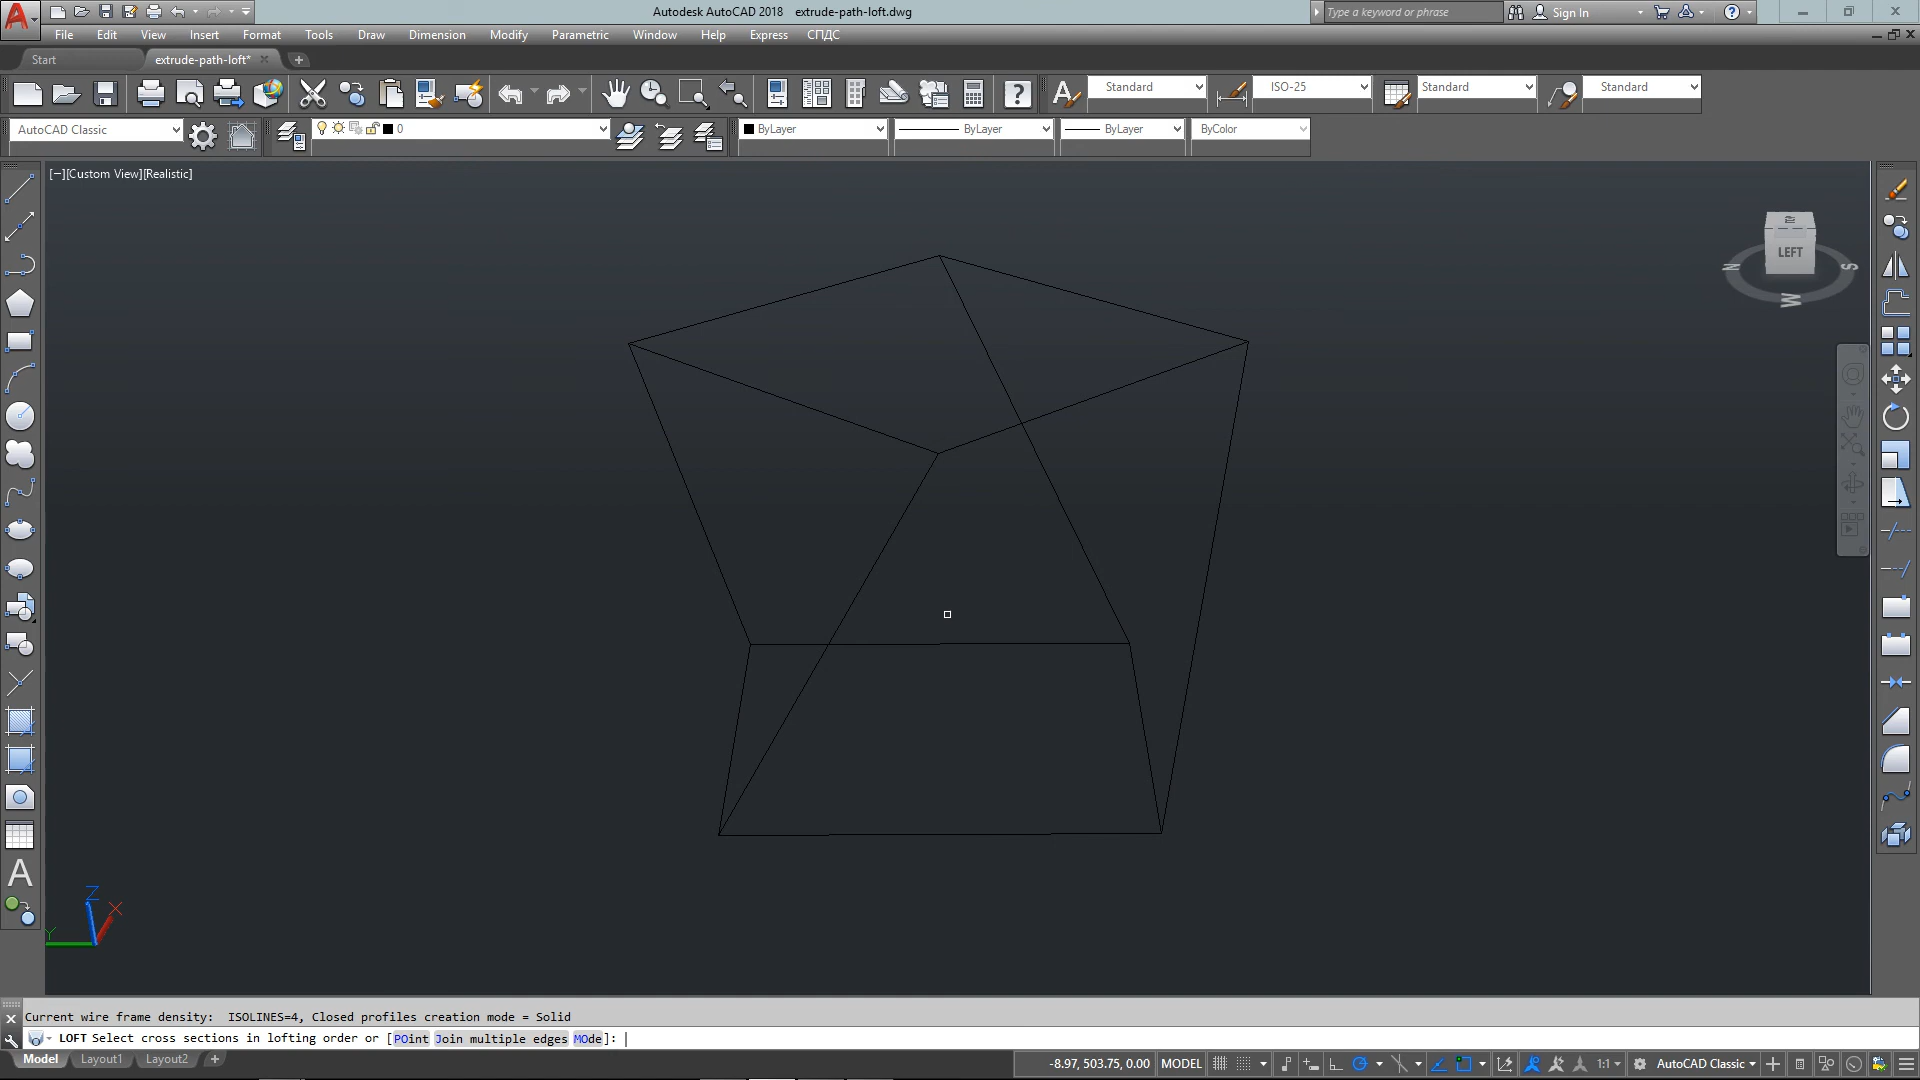 Autodesk AutoCAD 2018 extrude-path-loft.dwg
Type a keyword or phrase
Sign In
File Edit View Insert Format Tools Draw Dimension Modify Parametric Window Help Express СПДС
Start
extrude-path-loft*
Standard
ISO-25
Standard
Standard
AutoCAD Classic
0
ByLayer
ByLayer
ByLayer
ByColor
[−][Custom View][Realistic]
LEFT
N
S
W
Z
X
Y
A
Current wire frame density: ISOLINES=4, Closed profiles creation mode = Solid
LOFT Select cross sections in lofting order or [POint Join multiple edges MOde]:
Model Layout1 Layout2
-8.97, 503.75, 0.00 MODEL
1:1
AutoCAD Classic